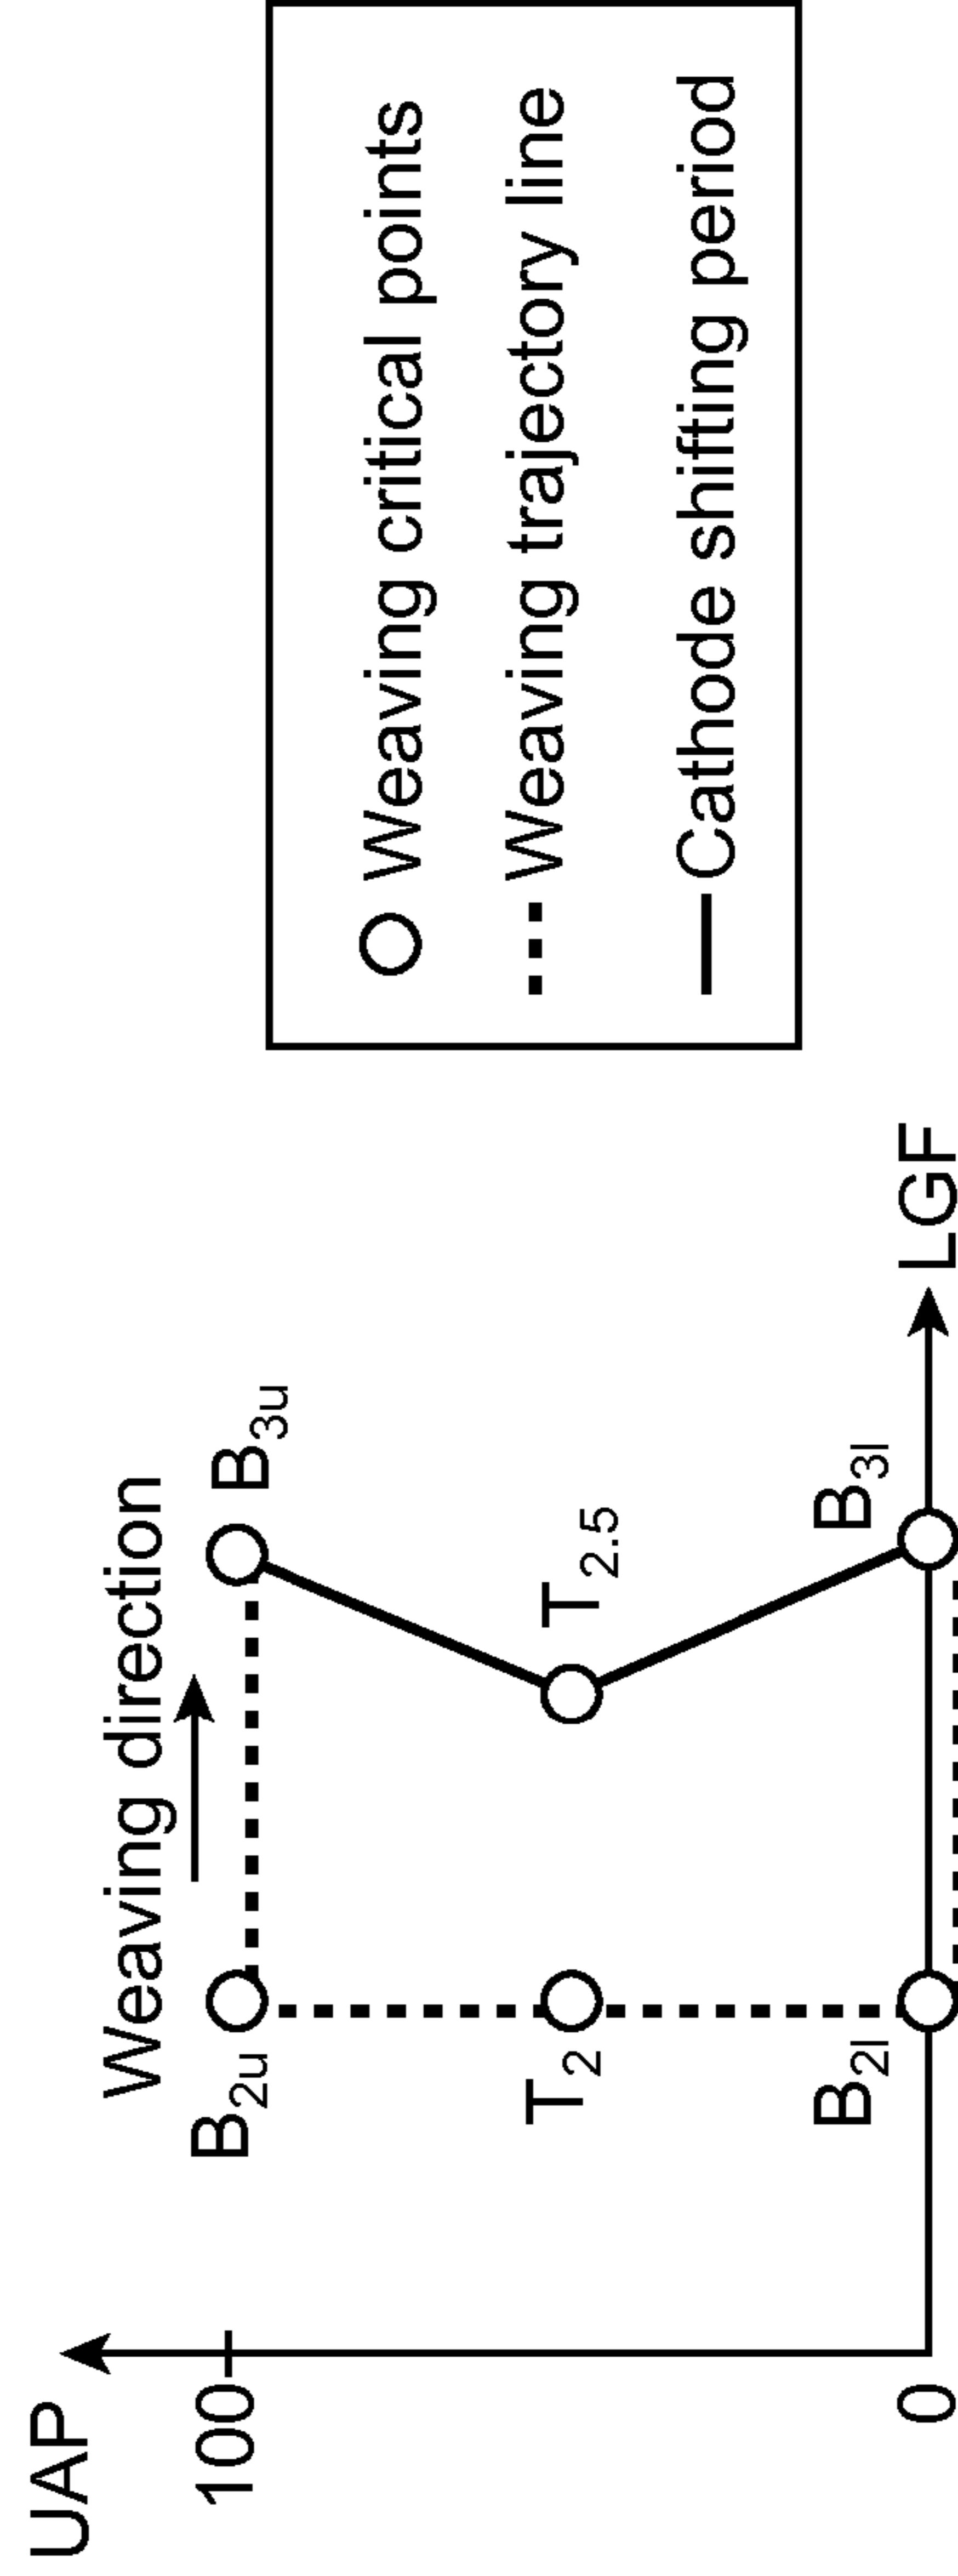 UAP
Weaving direction
100
B2u
B3u
T2
T2.5
B2l
B3l
0
LGF
Weaving critical points
Weaving trajectory line
Cathode shifting period